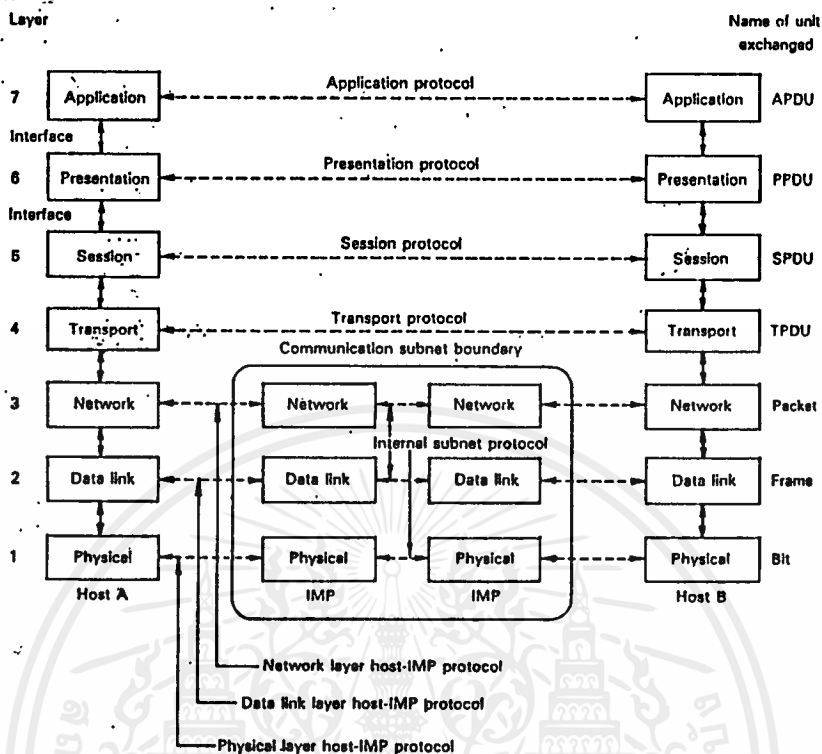 Layer
Name of unit
exchanged
7 Application Application protocol Application APDU
Interface
6 Presentation Presentation protocol Presentation PPDU
Interface
5 Session Session protocol Session SPDU
4 Transport Transport protocol Transport TPDU
Communication subnet boundary
3 Network Network Network Network Packet
Internal subnet protocol
2 Data link Data link Data link Data link Frame
1 Physical Physical Physical Physical Bit
Host A IMP IMP Host B
Network layer host-IMP protocol
Data link layer host-IMP protocol
Physical layer host-IMP protocol